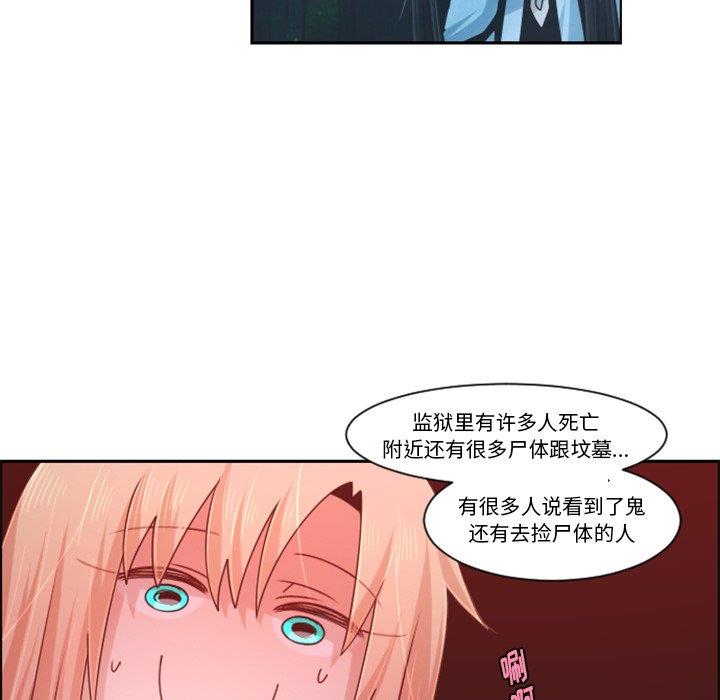 监狱里有许多人死亡
附近还有很多尸体跟坟墓...
有很多人说看到了鬼
还有去捡尸体的人
唰